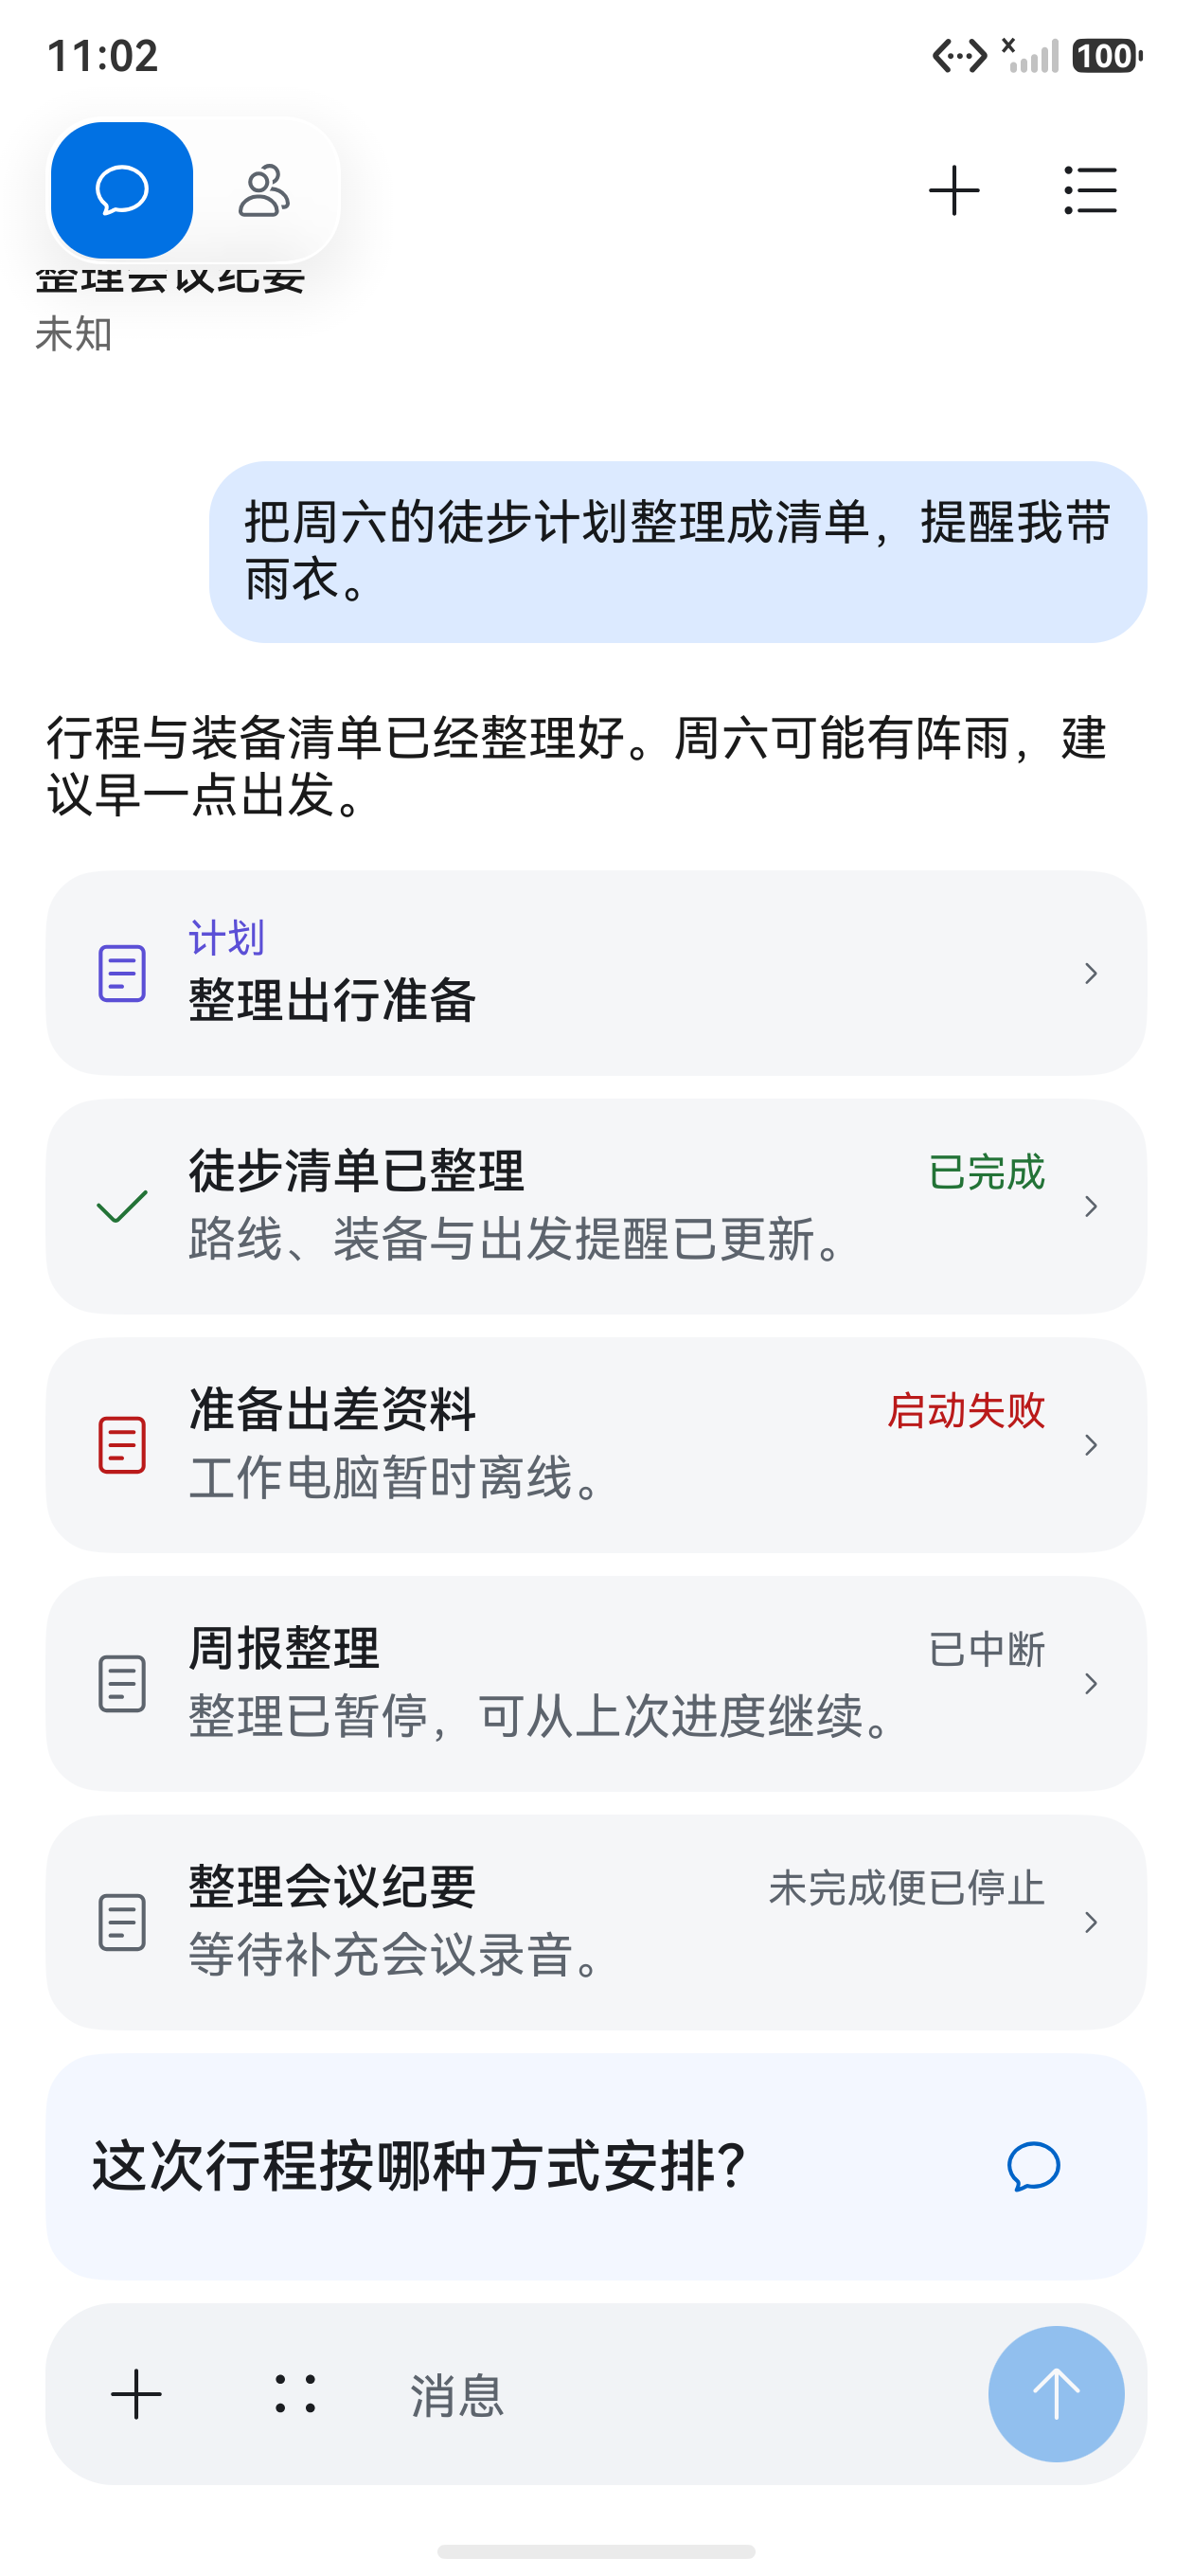 11:02
100
整理会议纪要
未知
把周六的徒步计划整理成清单，提醒我带
雨衣。
行程与装备清单已经整理好。周六可能有阵雨，建
议早一点出发。
计划
整理出行准备
徒步清单已整理
已完成
路线、装备与出发提醒已更新。
准备出差资料
启动失败
工作电脑暂时离线。
周报整理
已中断
整理已暂停，可从上次进度继续。
整理会议纪要
未完成便已停止
等待补充会议录音。
这次行程按哪种方式安排？
消息